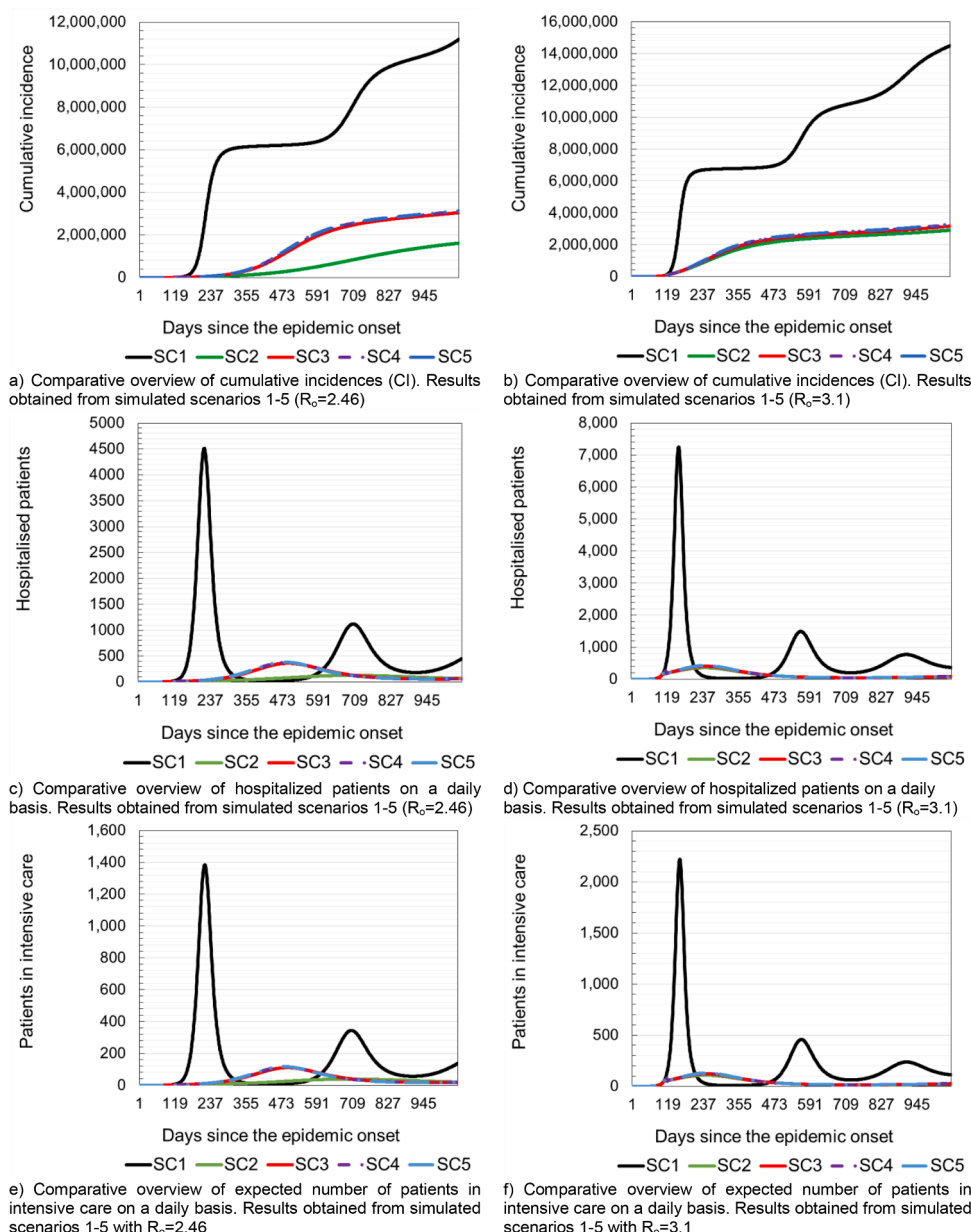 12,000,000
10,000,000
8,000,000
6,000,000
4,000,000
2,000,000
0
Cumulative incidence
1 119 237 355 473 591 709 827 945
Days since the epidemic onset
SC1 SC2 SC3 SC4 SC5
a) Comparative overview of cumulative incidences (CI). Results
obtained from simulated scenarios 1-5 (Rₒ=2.46)
16,000,000
14,000,000
12,000,000
10,000,000
8,000,000
6,000,000
4,000,000
2,000,000
0
Cumulative incidence
1 119 237 355 473 591 709 827 945
Days since the epidemic onset
SC1 SC2 SC3 SC4 SC5
b) Comparative overview of cumulative incidences (CI). Results
obtained from simulated scenarios 1-5 (Rₒ=3.1)
5000
4500
4000
3500
3000
2500
2000
1500
1000
500
0
Hospitalised patients
1 119 237 355 473 591 709 827 945
Days since the epidemic onset
SC1 SC2 SC3 SC4 SC5
c) Comparative overview of hospitalized patients on a daily
basis. Results obtained from simulated scenarios 1-5 (Rₒ=2.46)
8,000
7,000
6,000
5,000
4,000
3,000
2,000
1,000
0
Hospitalised patients
1 119 237 355 473 591 709 827 945
Days since the epidemic onset
SC1 SC2 SC3 SC4 SC5
d) Comparative overview of hospitalized patients on a daily
basis. Results obtained from simulated scenarios 1-5 (Rₒ=3.1)
1,600
1,400
1,200
1,000
800
600
400
200
0
Patients in intensive care
1 119 237 355 473 591 709 827 945
Days since the epidemic onset
SC1 SC2 SC3 SC4 SC5
e) Comparative overview of expected number of patients in
intensive care on a daily basis. Results obtained from simulated
scenarios 1-5 with Rₒ=2.46
2,500
2,000
1,500
1,000
500
0
Patients in intensive care
1 119 237 355 473 591 709 827 945
Days since the epidemic onset
SC1 SC2 SC3 SC4 SC5
f) Comparative overview of expected number of patients in
intensive care on a daily basis. Results obtained from simulated
scenarios 1-5 with Rₒ=3.1